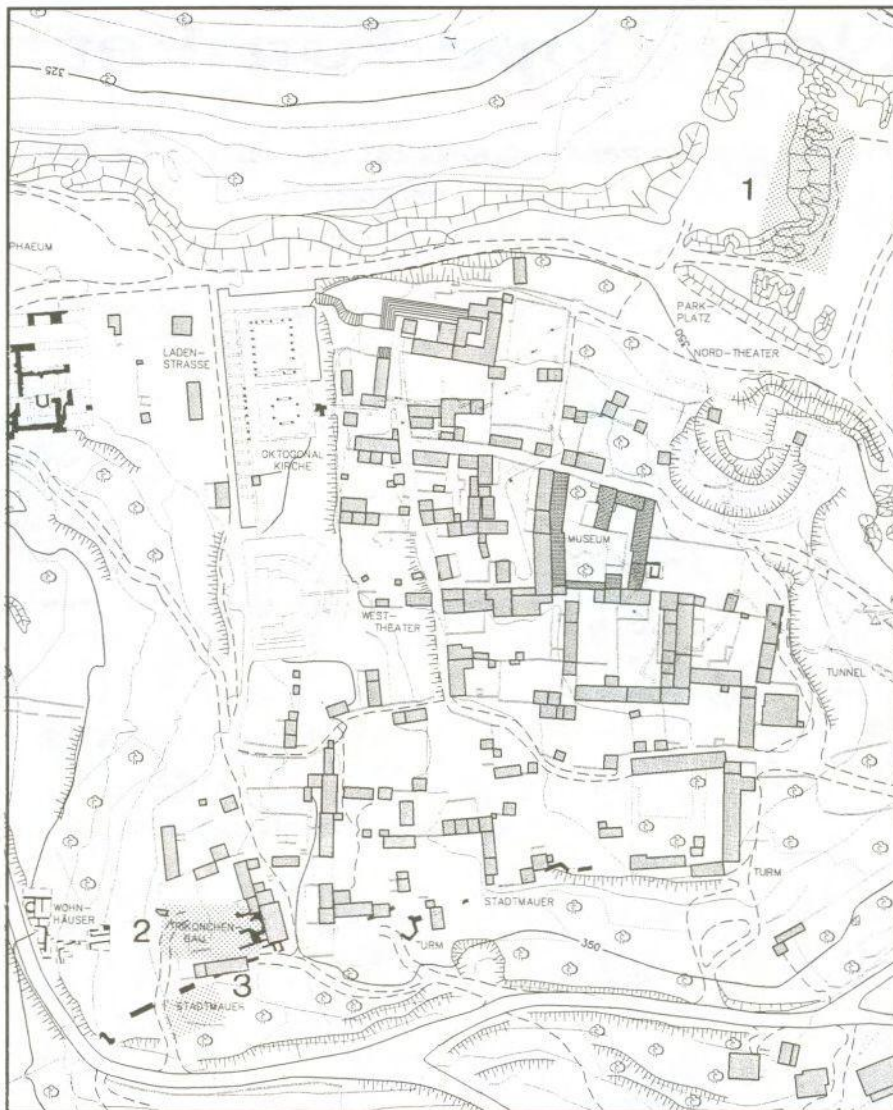 325
1
PHAEUM
PARK-
PLATZ
LADEN-
STRASSE
350
NORD-THEATER
OKTOGONAL
KIRCHE
MUSEUM
WEST-
THEATER
TUNNEL
TURM
STADTMAUER
WOHN-
HÄUSER
2
TRIKONCHEN
BAU
TURM
350
3
STADTMAUER